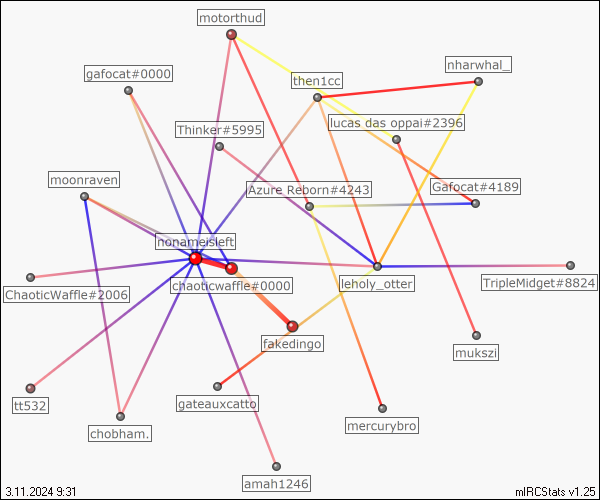 motorthud
nharwhal_
gafocat#0000
then1cc
lucas das oppai#2396
Thinker#5995
moonraven
Azure_Reborn#4243
Gafocat#4189
nonameisleft
chaoticwaffle#0000
leholy_otter
TripleMidget#8824
ChaoticWaffle#2006
fakedingo
mukszi
tt532
gateauxcatto
chobham.
mercurybro
amah1246
3.11.2024 9:31
mIRCStats v1.25